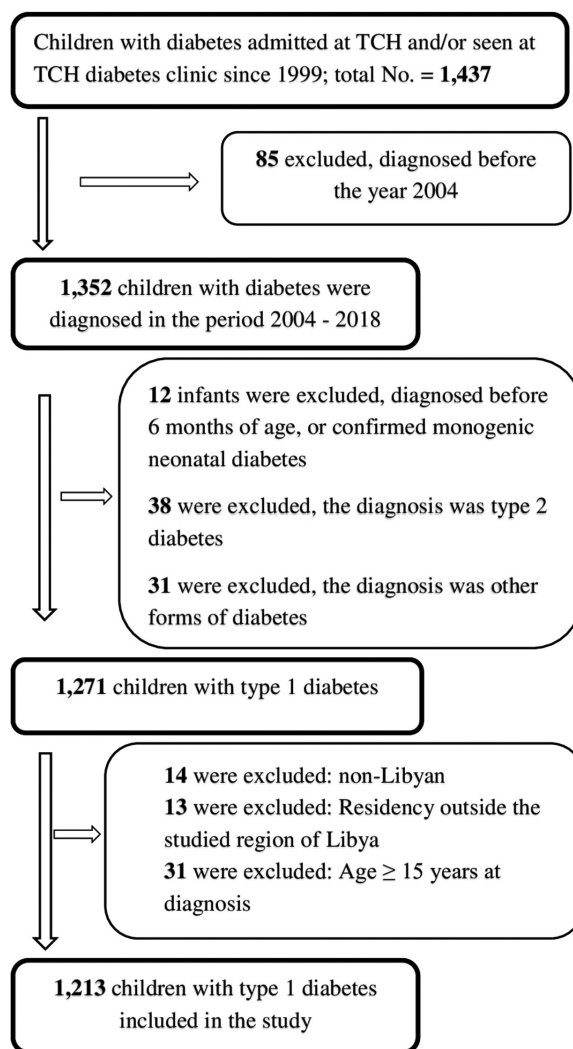 Children with diabetes admitted at TCH and/or seen at
TCH diabetes clinic since 1999; total No. = 1,437
85 excluded, diagnosed before
the year 2004
1,352 children with diabetes were
diagnosed in the period 2004 - 2018
12 infants were excluded, diagnosed before
6 months of age, or confirmed monogenic
neonatal diabetes
38 were excluded, the diagnosis was type 2
diabetes
31 were excluded, the diagnosis was other
forms of diabetes
1,271 children with type 1 diabetes
14 were excluded: non-Libyan
13 were excluded: Residency outside the
studied region of Libya
31 were excluded: Age ≥ 15 years at
diagnosis
1,213 children with type 1 diabetes
included in the study